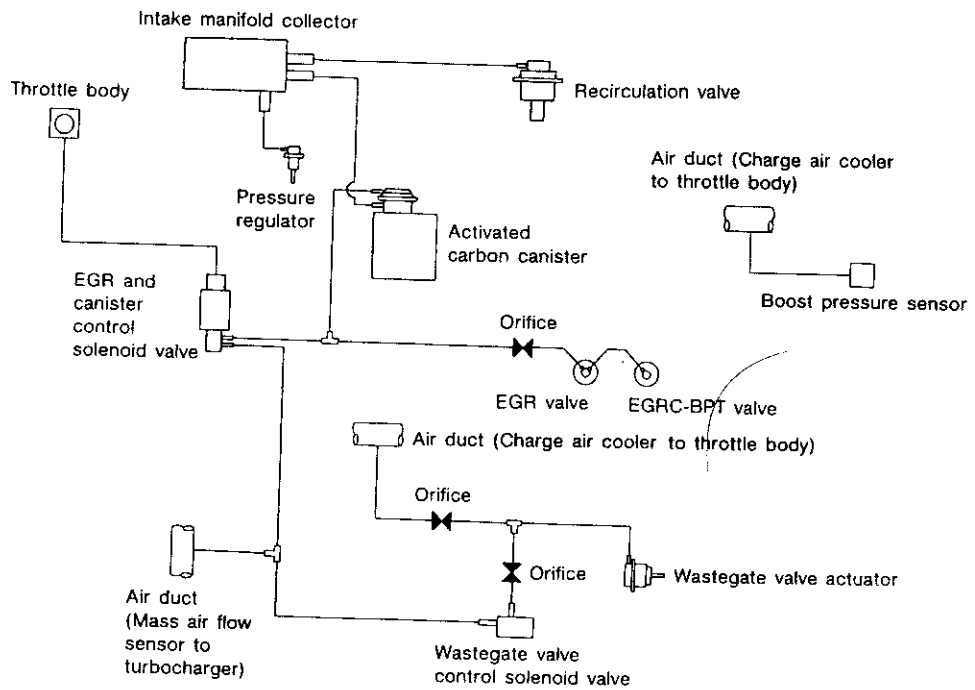 Intake manifold collector
Throttle body
Recirculation valve
Air duct (Charge air cooler
to throttle body)
Pressure
regulator
Activated
carbon canister
Boost pressure sensor
EGR and
canister
control
solenoid valve
Orifice
EGR valve
EGRC-BPT valve
Air duct (Charge air cooler to throttle body)
Orifice
Orifice
Wastegate valve actuator
Air duct
(Mass air flow
sensor to
turbocharger)
Wastegate valve
control solenoid valve